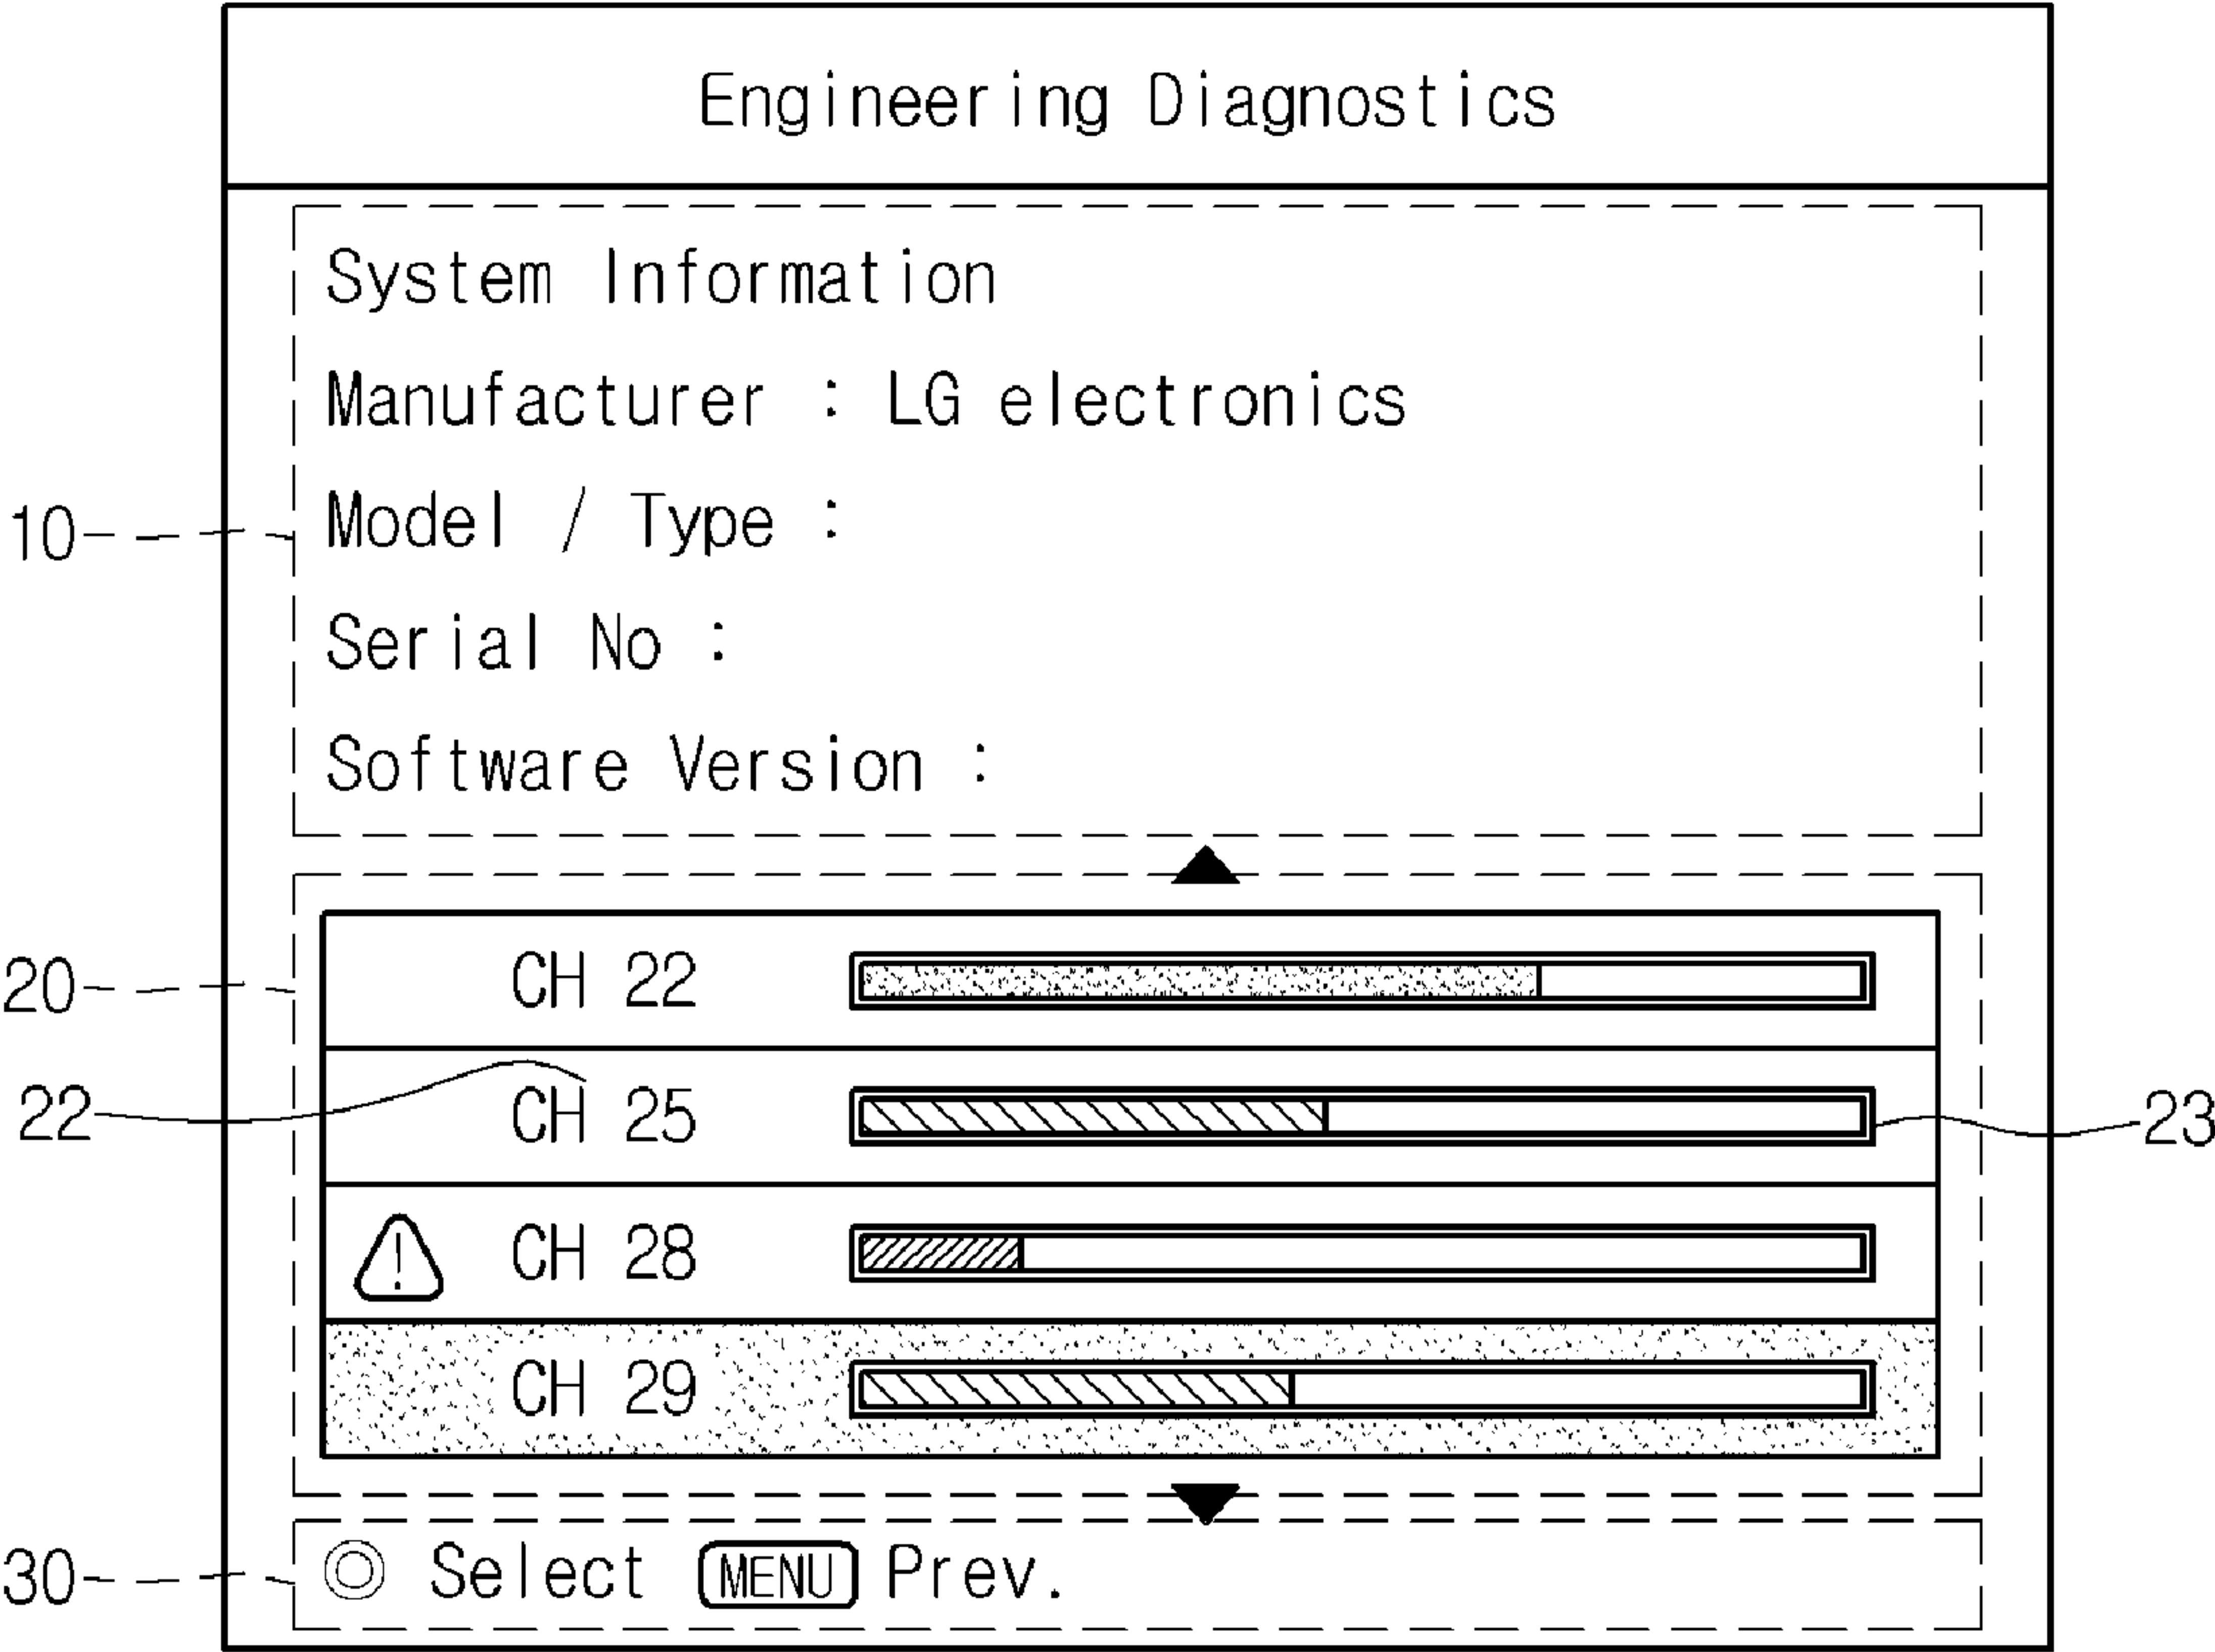 Engineering Diagnostics
System Information
Manufacturer : LG electronics
10
Model / Type :
Serial No :
Software Version :
20
CH 22
22
CH 25
23
CH 28
CH 29
30
Select MENU Prev.